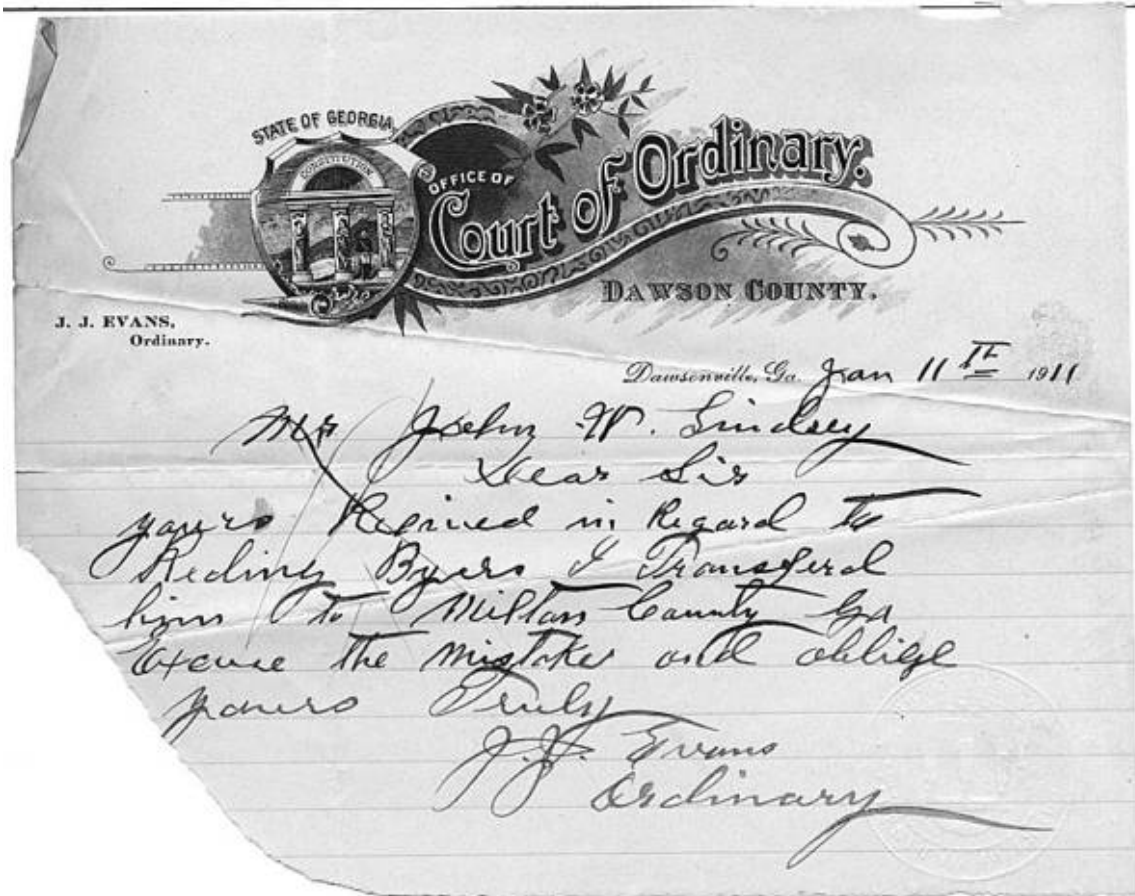 STATE OF GEORGIA
CONSTITUTION
OFFICE OF
Court of Ordinary.
DAWSON COUNTY.
J. J. EVANS,
Ordinary.
Dawsonville, Ga. Jan 11th 1911
Mr John W. Lindsey
Dear Sir
yours Recived in Regard to
Reding Byers I Transferd
him to Milton County Ga
Excuse the Mistake and oblige
yours Truly
J. J. Evans
Ordinary